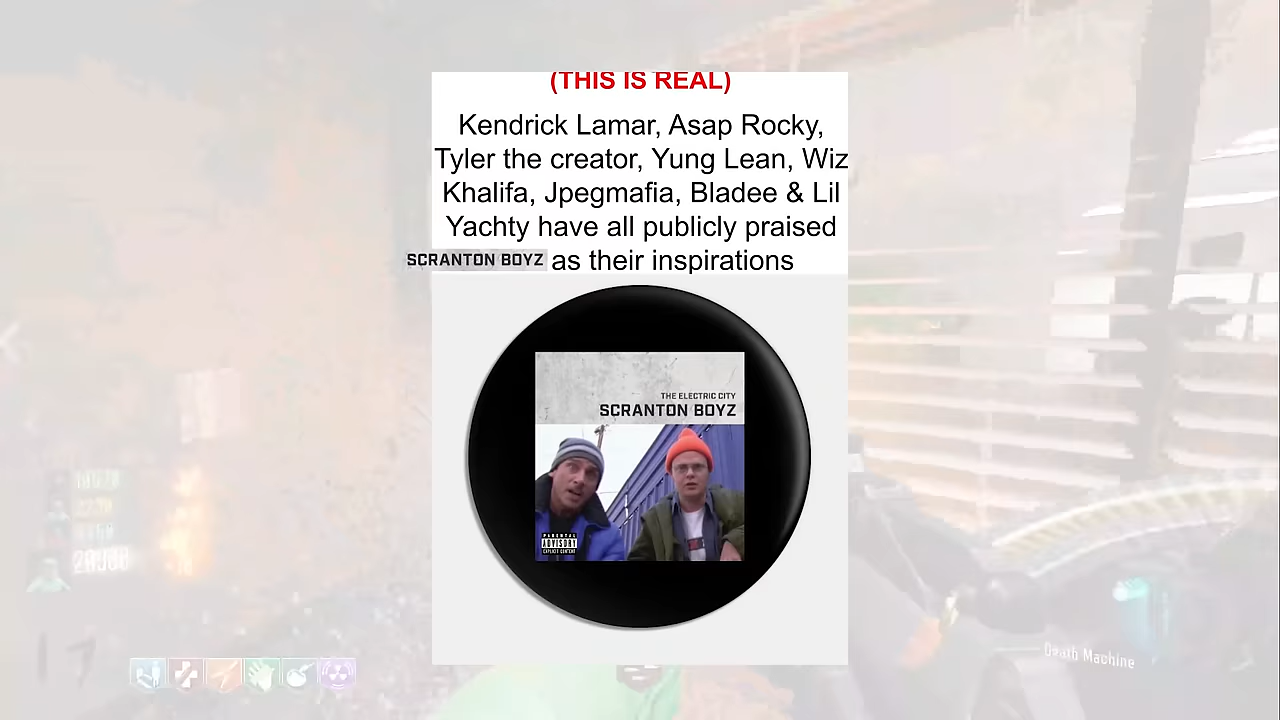 (THIS IS REAL)
Kendrick Lamar, Asap Rocky,
Tyler the creator, Yung Lean, Wiz
Khalifa, Jpegmafia, Bladee & Lil
Yachty have all publicly praised
SCRANTON BOYZ as their inspirations
THE ELECTRIC CITY
SCRANTON BOYZ
PARENTAL
ADVISORY
EXPLICIT CONTENT
Death Machine
17